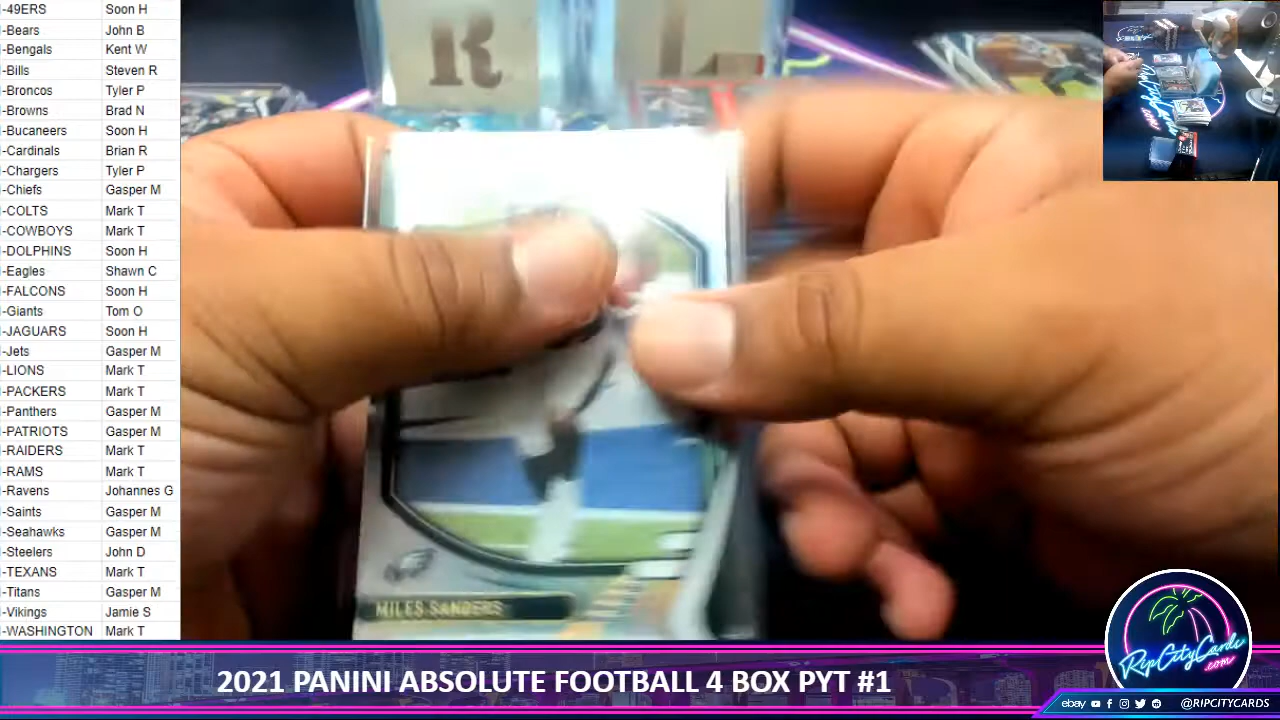 -49ERS Soon H
-Bears John B
-Bengals Kent W
-Bills Steven R
-Broncos Tyler P
-Browns Brad N
-Bucaneers Soon H
-Cardinals Brian R
-Chargers Tyler P
-Chiefs Gasper M
-COLTS Mark T
-COWBOYS Mark T
-DOLPHINS Soon H
-Eagles Shawn C
-FALCONS Soon H
-Giants Tom O
-JAGUARS Soon H
-Jets Gasper M
-LIONS Mark T
-PACKERS Mark T
-Panthers Gasper M
-PATRIOTS Gasper M
-RAIDERS Mark T
-RAMS Mark T
-Ravens Johannes G
-Saints Gasper M
-Seahawks Gasper M
-Steelers John D
-TEXANS Mark T
-Titans Gasper M
-Vikings Jamie S
-WASHINGTON Mark T
R
MILES SANDERS
2021 PANINI ABSOLUTE FOOTBALL 4 BOX PYT #1
RipCityCards
.com
ebay @RIPCITYCARDS